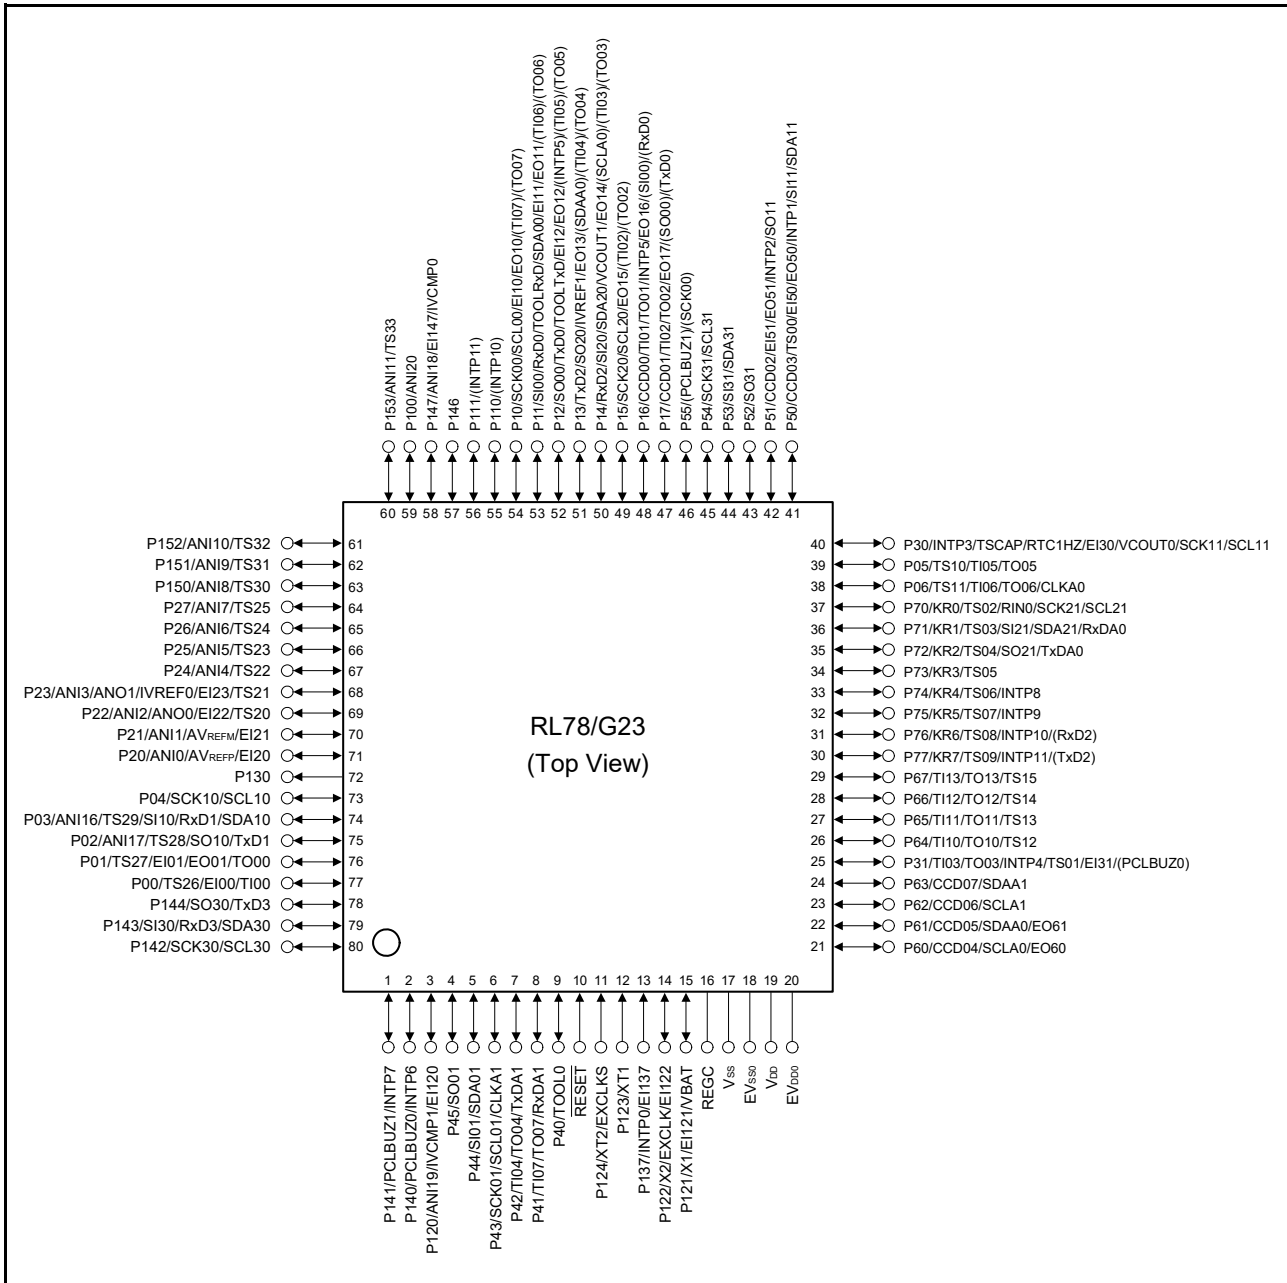 P153/ANI11/TS33
P100/ANI20
P147/ANI18/EI147/IVCMP0
P146
P111/(INTP11)
P110/(INTP10)
P10/SCK00/SCL00/EI10/EO10/(TI07)/(TO07)
P11/SI00/RxD0/TOOLRxD/SDA00/EI11/EO11/(TI06)/(TO06)
P12/SO00/TxD0/TOOLTxD/EI12/EO12/(INTP5)/(TI05)/(TO05)
P13/TxD2/SO20/IVREF1/EO13/(SDAA0)/(TI04)/(TO04)
P14/RxD2/SI20/SDA20/VCOUT1/EO14/(SCLA0)/(TI03)/(TO03)
P15/SCK20/SCL20/EO15/(TI02)/(TO02)
P16/CCD00/TI01/TO01/INTP5/EO16/(SI00)/(RxD0)
P17/CCD01/TI02/TO02/EO17/(SO00)/(TxD0)
P55/(PCLBUZ1)/(SCK00)
P54/SCK31/SCL31
P53/SI31/SDA31
P52/SO31
P51/CCD02/EI51/EO51/INTP2/SO11
P50/CCD03/TS00/EI50/EO50/INTP1/SI11/SDA11
60 59 58 57 56 55 54 53 52 51 50 49 48 47 46 45 44 43 42 41
P152/ANI10/TS32 61
P151/ANI9/TS31 62
P150/ANI8/TS30 63
P27/ANI7/TS25 64
P26/ANI6/TS24 65
P25/ANI5/TS23 66
P24/ANI4/TS22 67
P23/ANI3/ANO1/IVREF0/EI23/TS21 68
P22/ANI2/ANO0/EI22/TS20 69
P21/ANI1/AVREFM/EI21 70
P20/ANI0/AVREFP/EI20 71
P130 72
P04/SCK10/SCL10 73
P03/ANI16/TS29/SI10/RxD1/SDA10 74
P02/ANI17/TS28/SO10/TxD1 75
P01/TS27/EI01/EO01/TO00 76
P00/TS26/EI00/TI00 77
P144/SO30/TxD3 78
P143/SI30/RxD3/SDA30 79
P142/SCK30/SCL30 80
RL78/G23
(Top View)
40 P30/INTP3/TSCAP/RTC1HZ/EI30/VCOUT0/SCK11/SCL11
39 P05/TS10/TI05/TO05
38 P06/TS11/TI06/TO06/CLKA0
37 P70/KR0/TS02/RIN0/SCK21/SCL21
36 P71/KR1/TS03/SI21/SDA21/RxDA0
35 P72/KR2/TS04/SO21/TxDA0
34 P73/KR3/TS05
33 P74/KR4/TS06/INTP8
32 P75/KR5/TS07/INTP9
31 P76/KR6/TS08/INTP10/(RxD2)
30 P77/KR7/TS09/INTP11/(TxD2)
29 P67/TI13/TO13/TS15
28 P66/TI12/TO12/TS14
27 P65/TI11/TO11/TS13
26 P64/TI10/TO10/TS12
25 P31/TI03/TO03/INTP4/TS01/EI31/(PCLBUZ0)
24 P63/CCD07/SDAA1
23 P62/CCD06/SCLA1
22 P61/CCD05/SDAA0/EO61
21 P60/CCD04/SCLA0/EO60
1 2 3 4 5 6 7 8 9 10 11 12 13 14 15 16 17 18 19 20
P141/PCLBUZ1/INTP7
P140/PCLBUZ0/INTP6
P120/ANI19/IVCMP1/EI120
P45/SO01
P44/SI01/SDA01
P43/SCK01/SCL01/CLKA1
P42/TI04/TO04/TxDA1
P41/TI07/TO07/RxDA1
P40/TOOL0
RESET
P124/XT2/EXCLKS
P123/XT1
P137/INTP0/EI137
P122/X2/EXCLK/EI122
P121/X1/EI121/VBAT
REGC
VSS
EVSS0
VDD
EVDD0